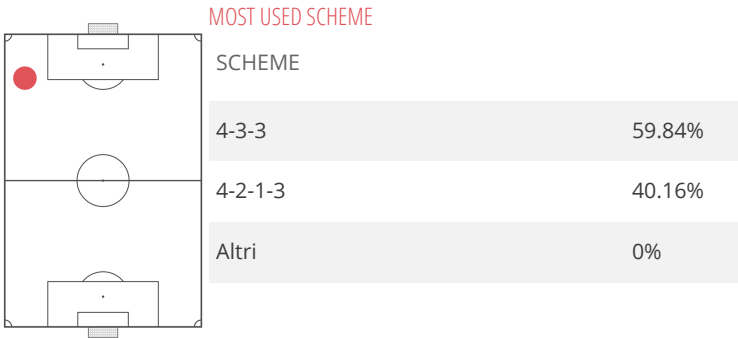 MOST USED SCHEME
SCHEME
4-3-3 59.84%
4-2-1-3 40.16%
Altri 0%